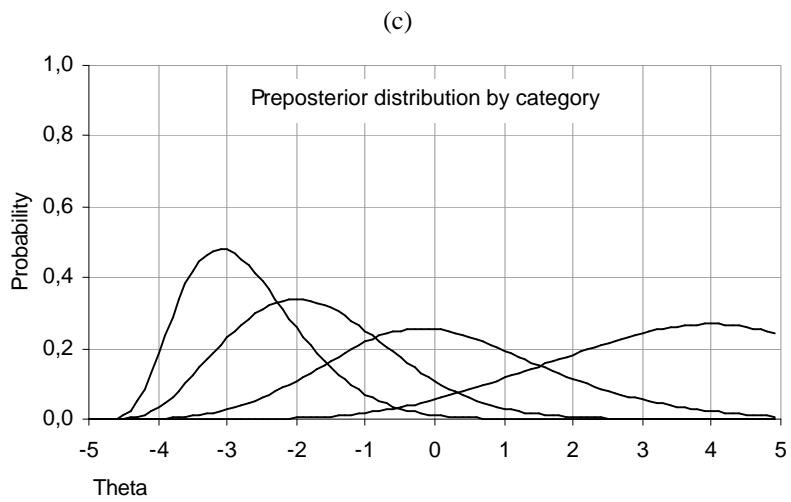 (c)
1,0
Preposterior distribution by category
0,8
0,6
Probability
0,4
0,2
0,0
-5 -4 -3 -2 -1 0 1 2 3 4 5
Theta